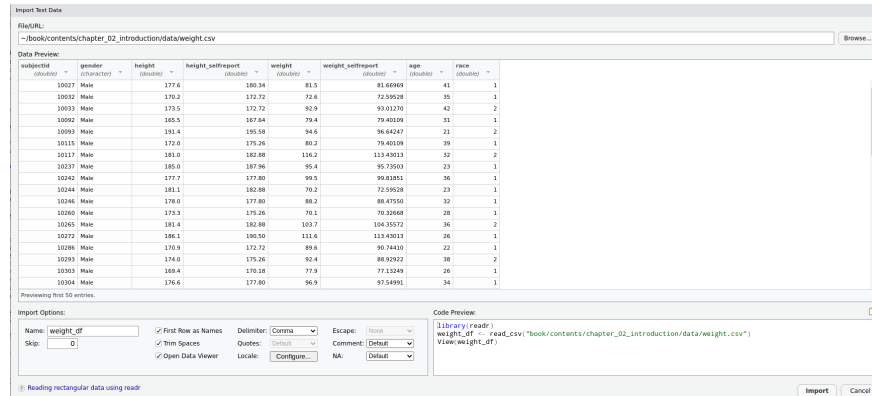 Import Text Data
File/URL:
~/book/contents/chapter_02_introduction/data/weight.csv Browse...
Data Preview:
subjectid gender height height_selfreport weight weight_selfreport age race
(double) (character) (double) (double) (double) (double) (double) (double)
10027 Male 177.6 180.34 81.5 81.66969 41 1
10032 Male 170.2 172.72 72.6 72.59528 35 1
10033 Male 173.5 172.72 92.9 93.01270 42 2
10092 Male 165.5 167.64 79.4 79.40109 31 1
10093 Male 191.4 195.58 94.6 96.64247 21 2
10115 Male 172.0 175.26 80.2 79.40109 39 1
10117 Male 181.0 182.88 116.2 113.43013 32 2
10237 Male 185.0 187.96 95.4 95.73503 23 1
10242 Male 177.7 177.80 99.5 99.81851 36 1
10244 Male 181.1 182.88 70.2 72.59528 23 1
10246 Male 178.0 177.80 88.2 88.47550 32 1
10260 Male 173.3 175.26 70.1 70.32668 28 1
10265 Male 181.4 182.88 103.7 104.35572 36 2
10272 Male 186.1 190.50 111.6 113.43013 26 1
10286 Male 170.9 172.72 89.6 90.74410 22 1
10293 Male 174.0 175.26 92.4 88.92922 38 2
10303 Male 169.4 170.18 77.9 77.13249 26 1
10304 Male 176.6 177.80 96.9 97.54991 34 1
Previewing first 50 entries.
Import Options: Code Preview:
Name: weight_df First Row as Names Delimiter: Comma Escape: None library(readr)
Skip: 0 Trim Spaces Quotes: Default Comment: Default weight_df <- read_csv("book/contents/chapter_02_introduction/data/weight.csv")
Open Data Viewer Locale: Configure... NA: Default View(weight_df)
Reading rectangular data using readr Import Cancel